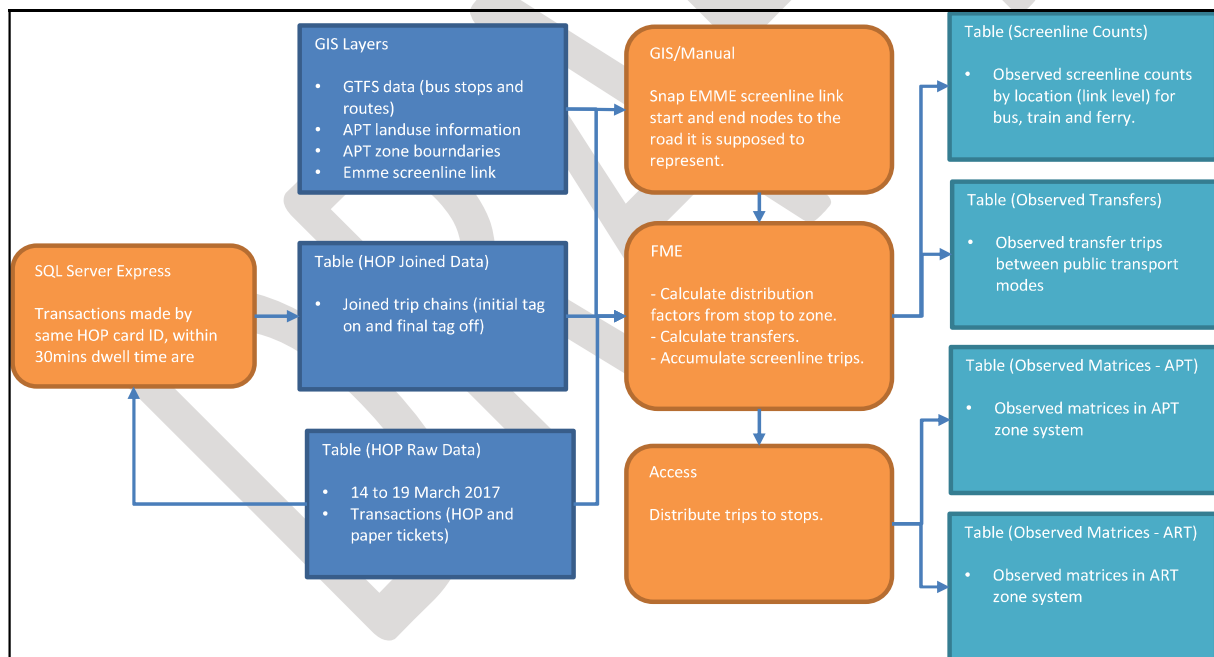 GIS Layers
• GTFS data (bus stops and
routes)
• APT landuse information
• APT zone bourndaries
• Emme screenline link
GIS/Manual
Snap EMME screenline link
start and end nodes to the
road it is supposed to
represent.
Table (Screenline Counts)
• Observed screenline counts
by location (link level) for
bus, train and ferry.
Table (Observed Transfers)
• Observed transfer trips
between public transport
modes
SQL Server Express
Transactions made by
same HOP card ID, within
30mins dwell time are
Table (HOP Joined Data)
• Joined trip chains (initial tag
on and final tag off)
FME
- Calculate distribution
factors from stop to zone.
- Calculate transfers.
- Accumulate screenline trips.
Table (HOP Raw Data)
• 14 to 19 March 2017
• Transactions (HOP and
paper tickets)
Access
Distribute trips to stops.
Table (Observed Matrices - APT)
• Observed matrices in APT
zone system
Table (Observed Matrices - ART)
• Observed matrices in ART
zone system